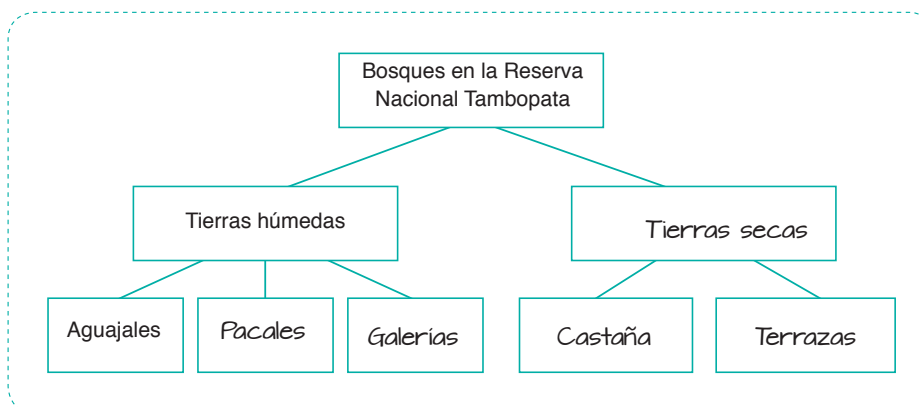 Bosques en la Reserva
Nacional Tambopata
Tierras húmedas
Tierras secas
Aguajales
Pacales
Galerías
Castaña
Terrazas